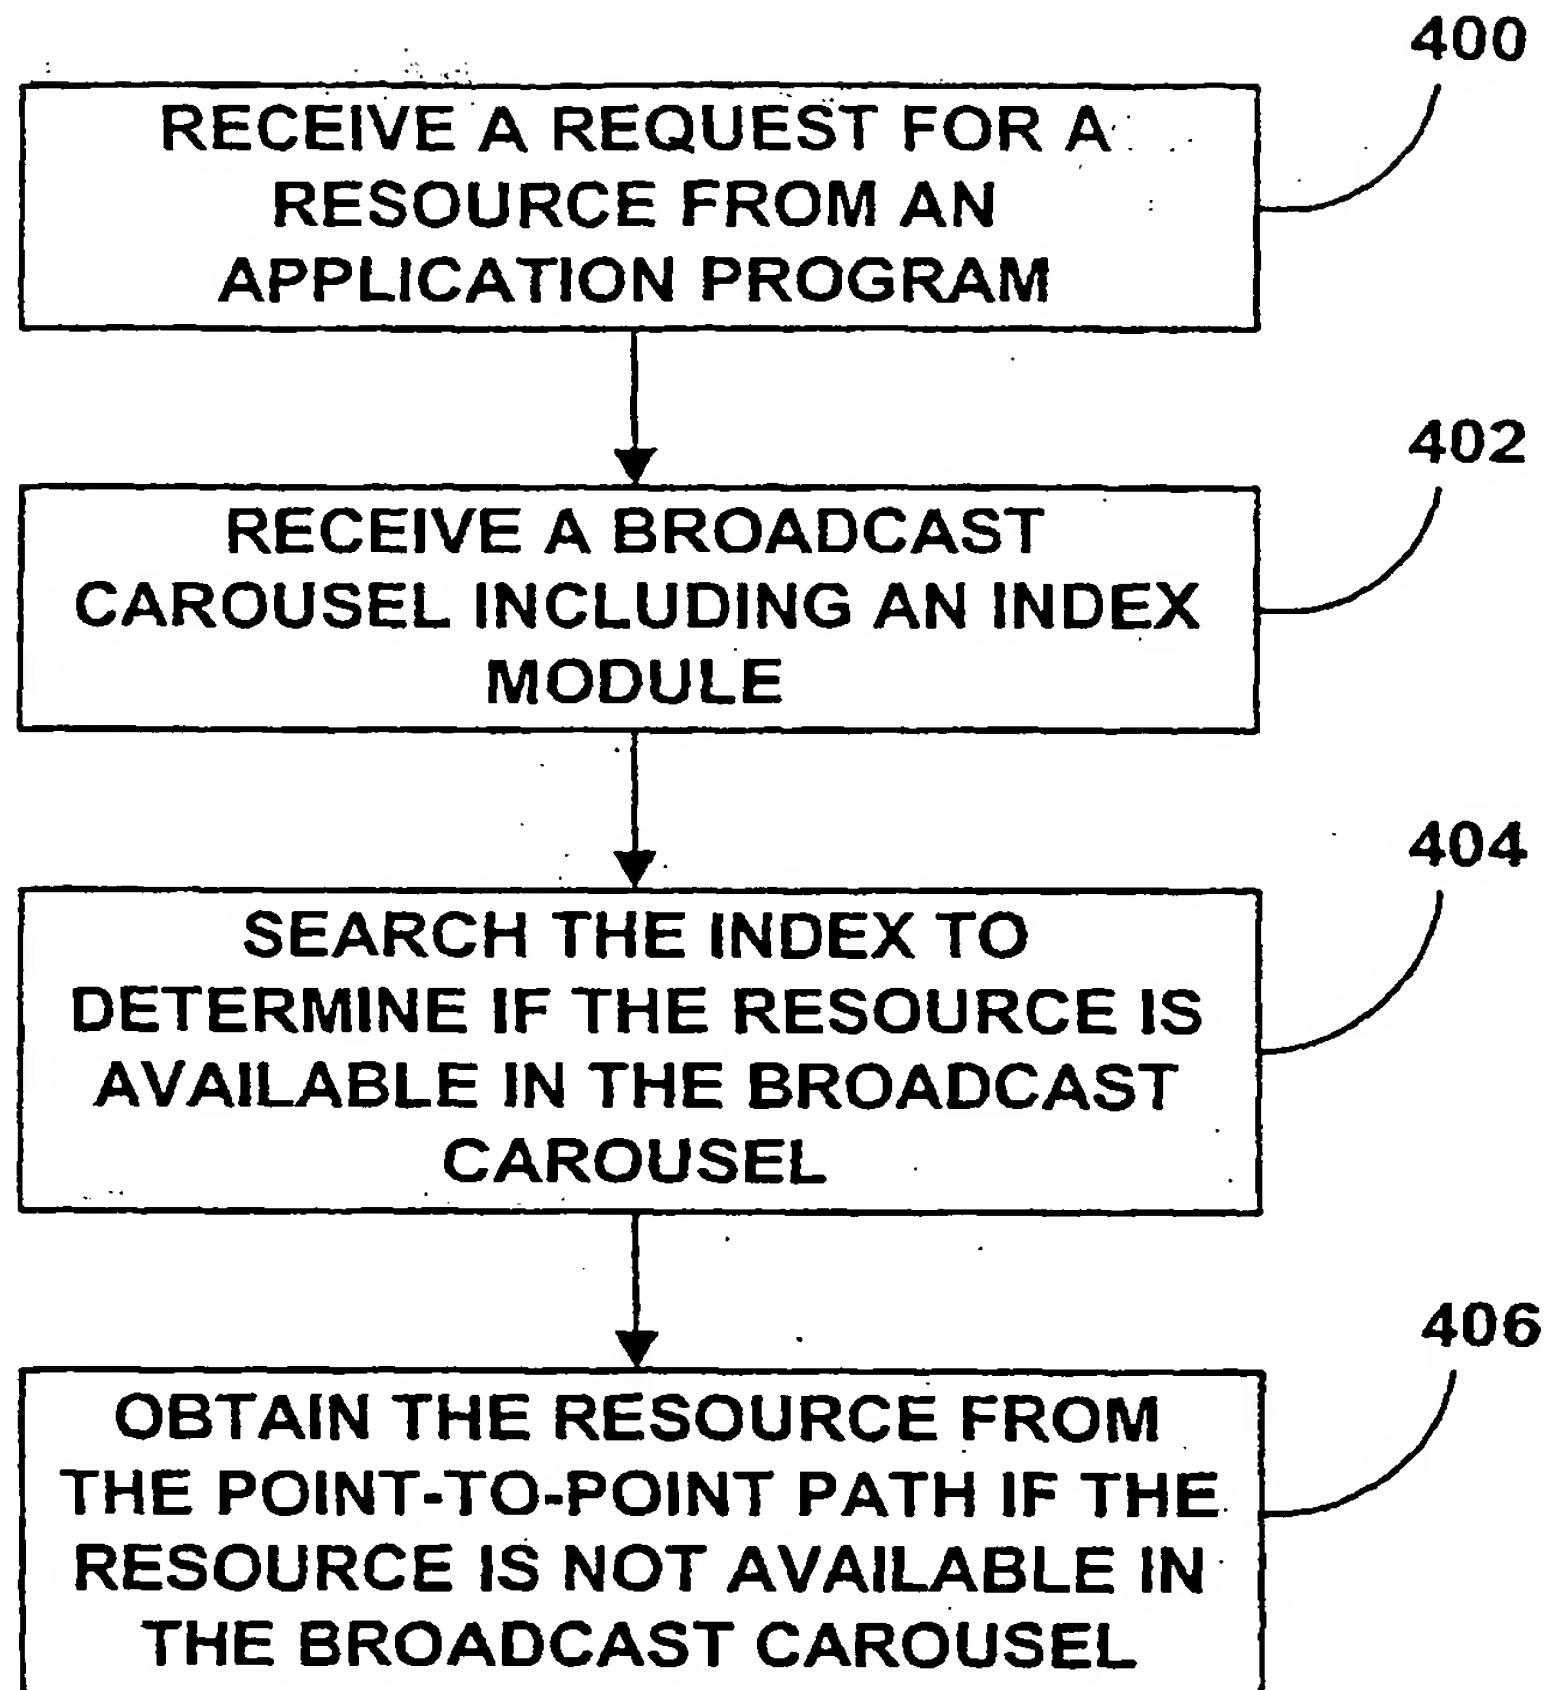 400
RECEIVE A REQUEST FOR A
RESOURCE FROM AN
APPLICATION PROGRAM
402
RECEIVE A BROADCAST
CAROUSEL INCLUDING AN INDEX
MODULE
404
SEARCH THE INDEX TO
DETERMINE IF THE RESOURCE IS
AVAILABLE IN THE BROADCAST
CAROUSEL
406
OBTAIN THE RESOURCE FROM
THE POINT-TO-POINT PATH IF THE
RESOURCE IS NOT AVAILABLE IN
THE BROADCAST CAROUSEL